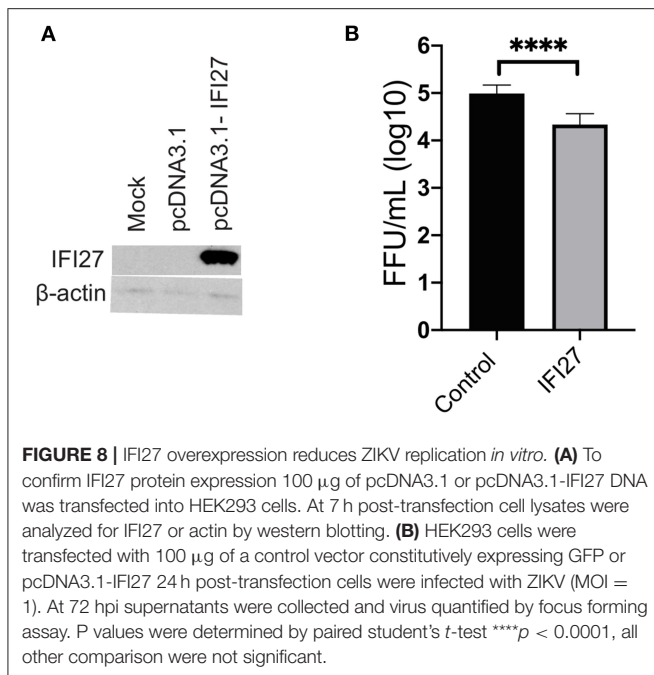 A
Mock
pcDNA3.1
pcDNA3.1- IFI27
IFI27
β-actin
B
****
FFU/mL (log10)
6
5
4
3
2
1
0
Control
IFI27
FIGURE 8 | IFI27 overexpression reduces ZIKV replication in vitro. (A) To
confirm IFI27 protein expression 100 μg of pcDNA3.1 or pcDNA3.1-IFI27 DNA
was transfected into HEK293 cells. At 7 h post-transfection cell lysates were
analyzed for IFI27 or actin by western blotting. (B) HEK293 cells were
transfected with 100 μg of a control vector constitutively expressing GFP or
pcDNA3.1-IFI27 24 h post-transfection cells were infected with ZIKV (MOI =
1). At 72 hpi supernatants were collected and virus quantified by focus forming
assay. P values were determined by paired student's t-test ****p < 0.0001, all
other comparison were not significant.